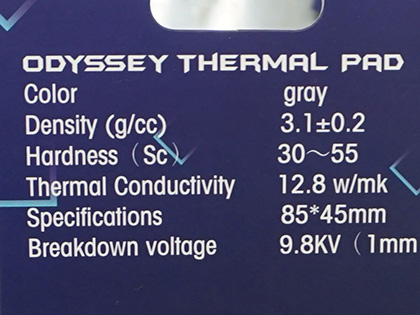 ODYSSEY THERMAL PAD
Color gray
Density (g/cc) 3.1±0.2
Hardness（Sc） 30～55
Thermal Conductivity 12.8 w/mk
Specifications 85*45mm
Breakdown voltage 9.8KV（1mm